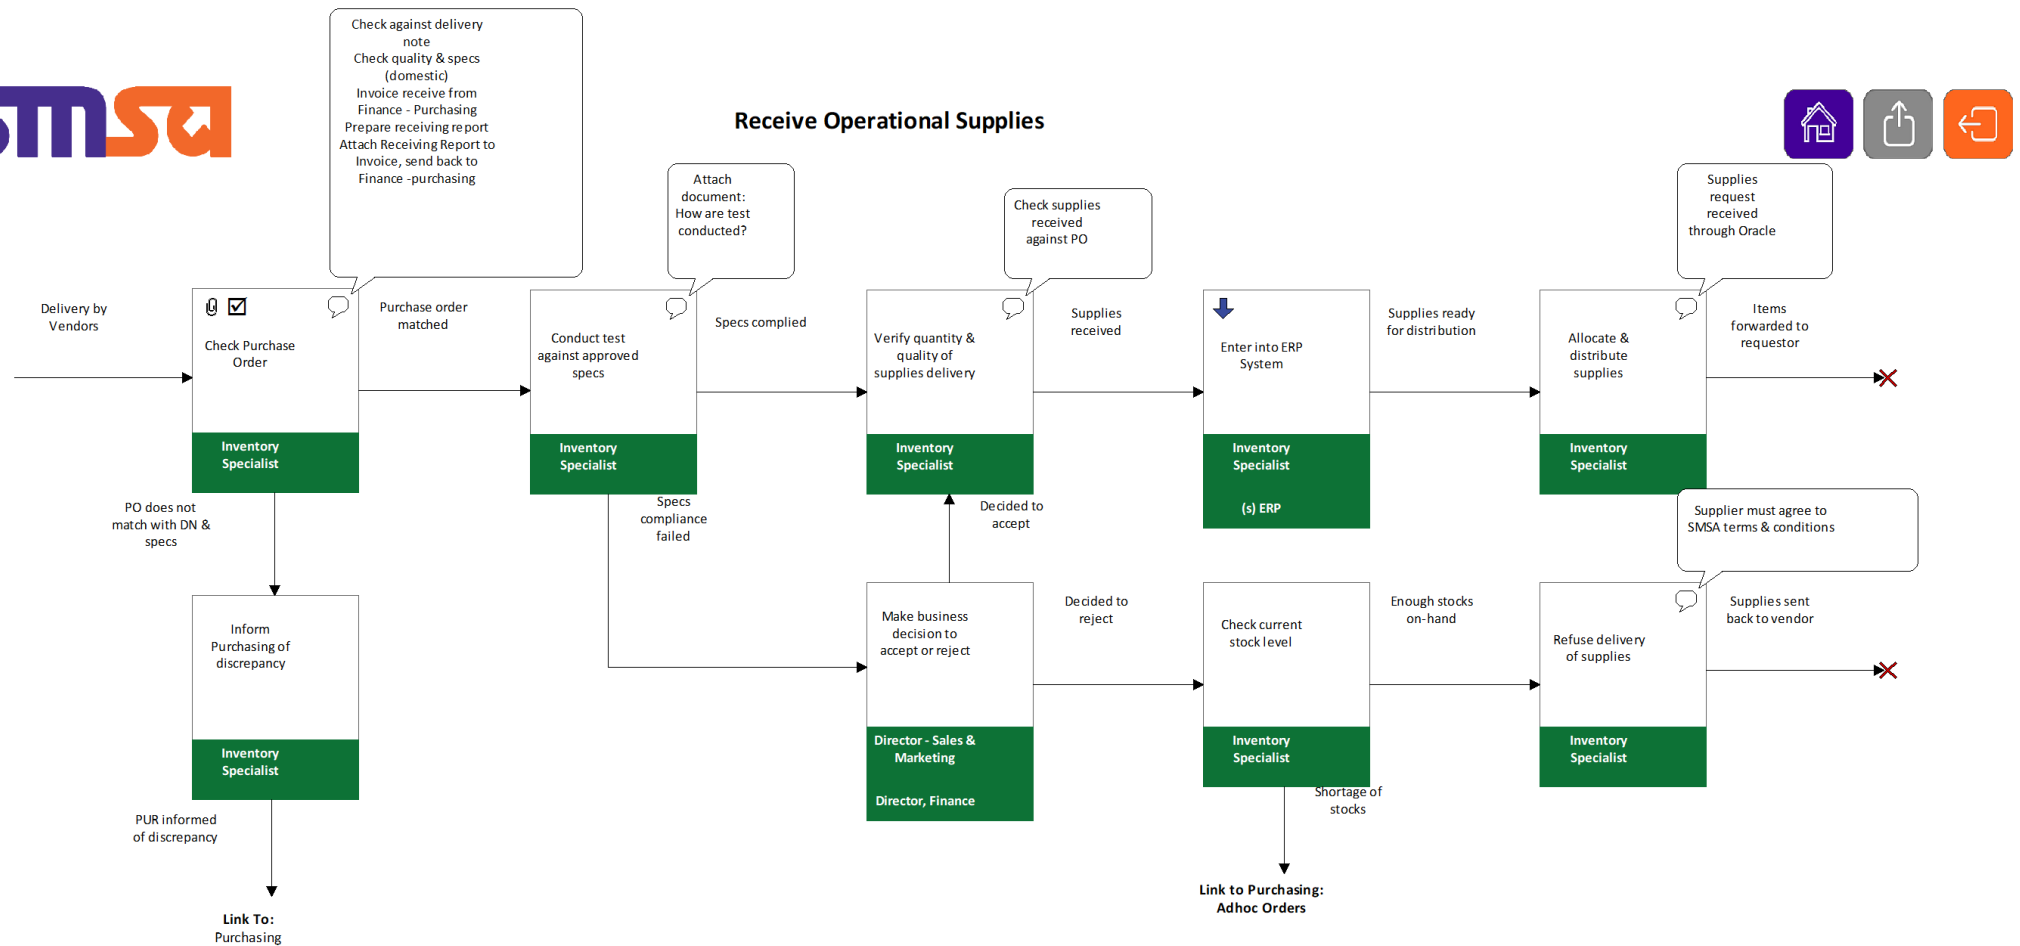 Check against delivery
note
Check quality & specs
(domestic)
Invoice receive from
Finance - Purchasing
Prepare receiving report
Attach Receiving Report to
Invoice, send back to
Finance -purchasing
smsa
Receive Operational Supplies
Attach
document:
How are test
conducted?
Check supplies
received
against PO
Supplies
request
received
through Oracle
Delivery by
Vendors
Check Purchase
Order
Inventory
Specialist
Purchase order
matched
Conduct test
against approved
specs
Inventory
Specialist
Specs complied
Verify quantity &
quality of
supplies delivery
Inventory
Specialist
Supplies
received
Enter into ERP
System
Inventory
Specialist
(s) ERP
Supplies ready
for distribution
Allocate &
distribute
supplies
Inventory
Specialist
Items
forwarded to
requestor
PO does not
match with DN &
specs
Specs
compliance
failed
Decided to
accept
Supplier must agree to
SMSA terms & conditions
Inform
Purchasing of
discrepancy
Inventory
Specialist
Make business
decision to
accept or reject
Director - Sales &
Marketing
Director, Finance
Decided to
reject
Check current
stock level
Inventory
Specialist
Enough stocks
on-hand
Refuse delivery
of supplies
Inventory
Specialist
Supplies sent
back to vendor
PUR informed
of discrepancy
Shortage of
stocks
Link To:
Purchasing
Link to Purchasing:
Adhoc Orders